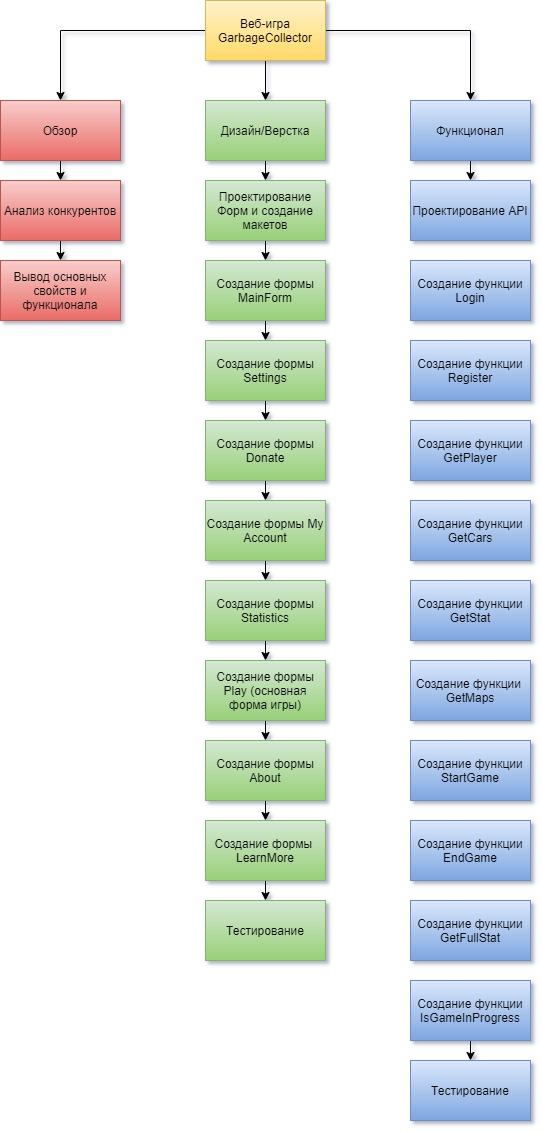 Веб-игра
GarbageCollector
Обзор
Анализ конкурентов
Вывод основных
свойств и
функционала
Дизайн/Верстка
Проектирование
Форм и создание
макетов
Создание формы
MainForm
Создание формы
Settings
Создание формы
Donate
Создание формы My
Account
Создание формы
Statistics
Создание формы
Play (основная
форма игры)
Создание формы
About
Создание формы
LearnMore
Тестирование
Функционал
Проектирование API
Создание функции
Login
Создание функции
Register
Создание функции
GetPlayer
Создание функции
GetCars
Создание функции
GetStat
Создание функции
GetMaps
Создание функции
StartGame
Создание функции
EndGame
Создание функции
GetFullStat
Создание функции
IsGameInProgress
Тестирование